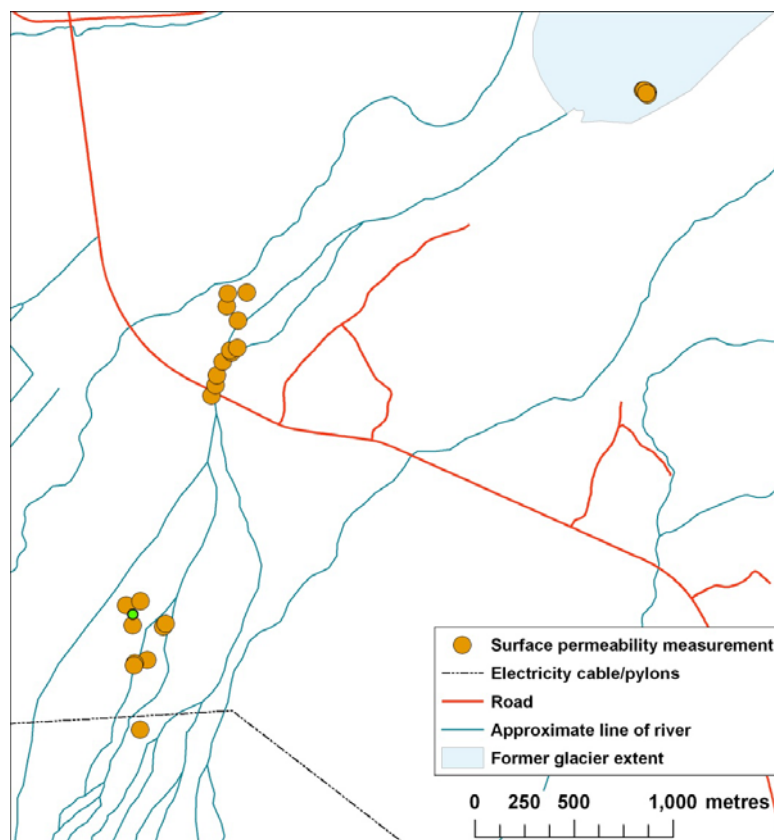 Surface permeability measurement
Electricity cable/pylons
Road
Approximate line of river
Former glacier extent
0 250 500 1,000 metres